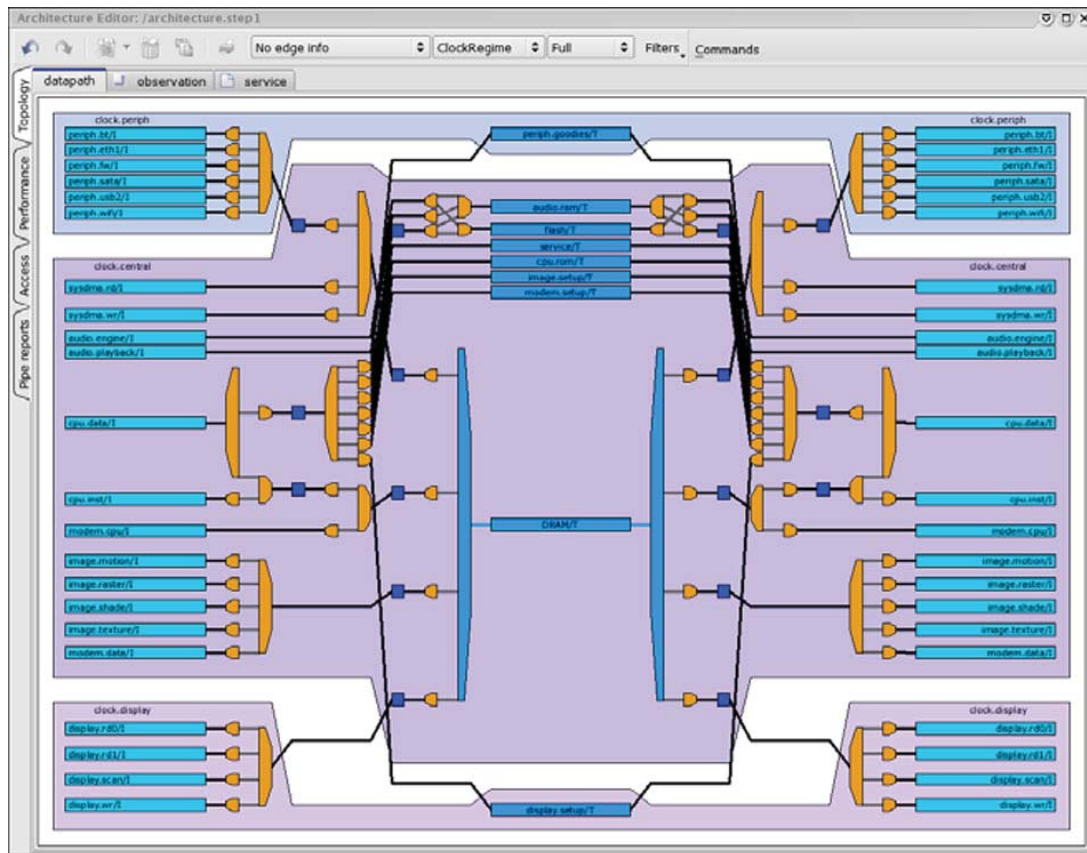 Architecture Editor: /architecture.step1
No edge info ClockRegime Full Filters Commands
datapath observation service
Topology
Performance
Access
Pipe reports
clock.periph
periph.bt/I
periph.eth1/I
periph.fw/I
periph.sata/I
periph.usb2/I
periph.wifi/I
clock.central
sysdma.rd/I
sysdma.wr/I
audio.engine/I
audio.playback/I
cpu.data/I
cpu.inst/I
modem.cpu/I
image.motion/I
image.raster/I
image.shade/I
image.texture/I
modem.data/I
clock.display
display.rd0/I
display.rd1/I
display.scan/I
display.wr/I
periph.goodies/T
audio.ram/T
flash/T
service/T
cpu.rom/T
image.setup/T
modem.setup/T
DRAM/T
display.setup/T
clock.periph
periph.bt/I
periph.eth1/I
periph.fw/I
periph.sata/I
periph.usb2/I
periph.wifi/I
clock.central
sysdma.rd/I
sysdma.wr/I
audio.engine/I
audio.playback/I
cpu.data/I
cpu.inst/I
modem.cpu/I
image.motion/I
image.raster/I
image.shade/I
image.texture/I
modem.data/I
clock.display
display.rd0/I
display.rd1/I
display.scan/I
display.wr/I